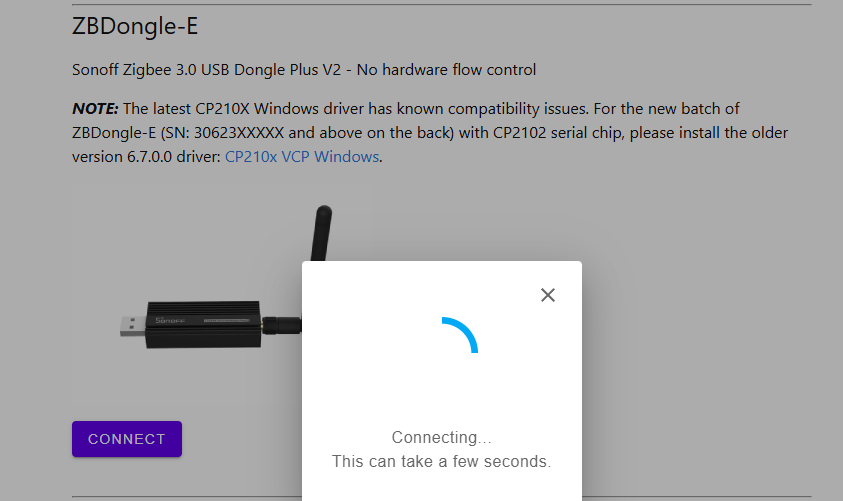 ZBDongle-E
Sonoff Zigbee 3.0 USB Dongle Plus V2 - No hardware flow control
NOTE: The latest CP210X Windows driver has known compatibility issues. For the new batch of
ZBDongle-E (SN: 30623XXXXX and above on the back) with CP2102 serial chip, please install the older
version 6.7.0.0 driver: CP210x VCP Windows.
SONOFF
CONNECT
Connecting...
This can take a few seconds.